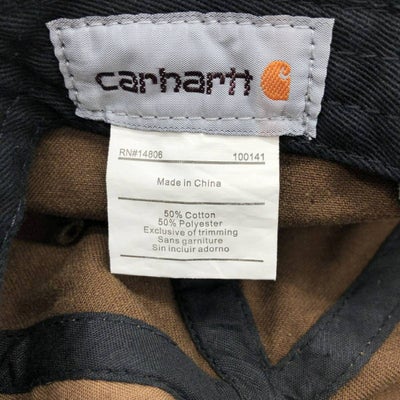 carhartt
RN#14806 100141
Made in China
50% Cotton
50% Polyester
Exclusive of trimming
Sans garniture
Sin incluir adorno